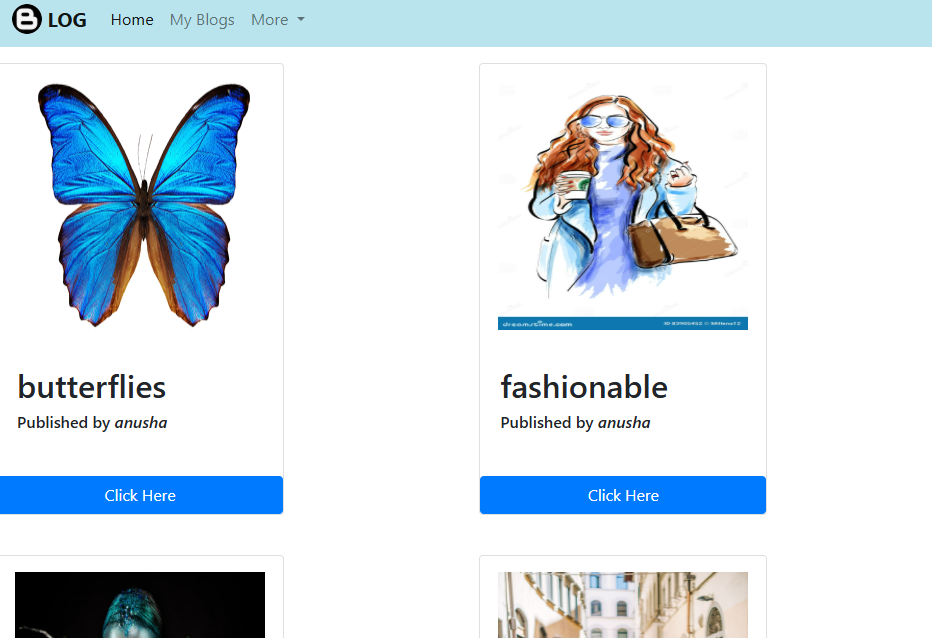 B LOG Home My Blogs More
butterflies
Published by anusha
Click Here
dreamstime.com
fashionable
Published by anusha
Click Here